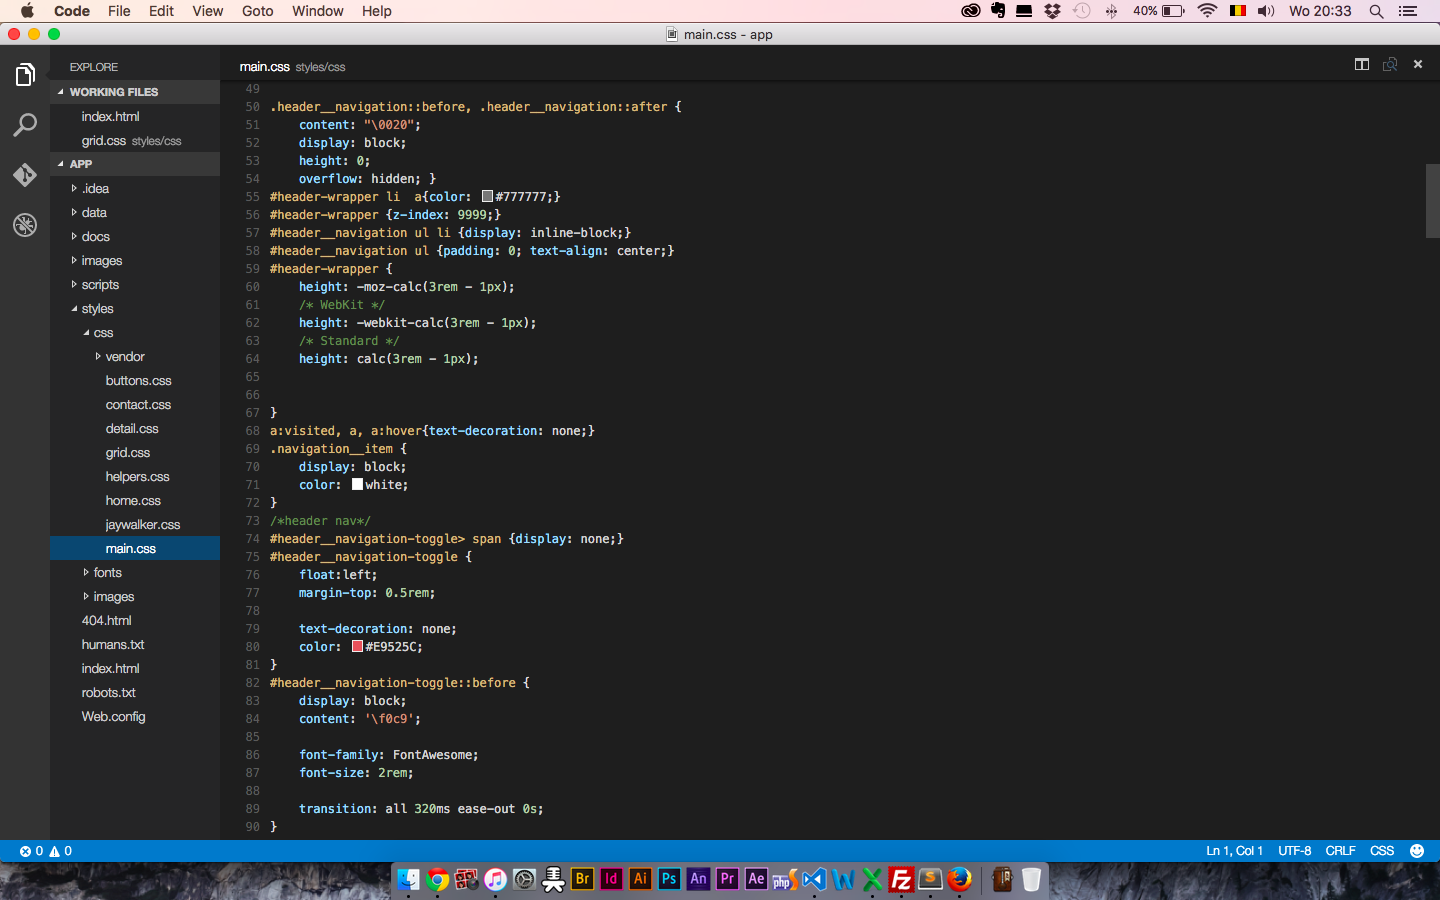 Code File Edit View Goto Window Help
40% Wo 20:33
main.css - app
EXPLORE
WORKING FILES
index.html
grid.css styles/css
APP
.idea
data
docs
images
scripts
styles
css
vendor
buttons.css
contact.css
detail.css
grid.css
helpers.css
home.css
jaywalker.css
main.css
fonts
images
404.html
humans.txt
index.html
robots.txt
Web.config
main.css styles/css
49
50 .header__navigation::before, .header__navigation::after {
51     content: "\0020";
52     display: block;
53     height: 0;
54     overflow: hidden; }
55 #header-wrapper li  a{color: #777777;}
56 #header-wrapper {z-index: 9999;}
57 #header__navigation ul li {display: inline-block;}
58 #header__navigation ul {padding: 0; text-align: center;}
59 #header-wrapper {
60     height: -moz-calc(3rem - 1px);
61     /* WebKit */
62     height: -webkit-calc(3rem - 1px);
63     /* Standard */
64     height: calc(3rem - 1px);
65
66
67 }
68 a:visited, a, a:hover{text-decoration: none;}
69 .navigation__item {
70     display: block;
71     color: white;
72 }
73 /*header nav*/
74 #header__navigation-toggle> span {display: none;}
75 #header__navigation-toggle {
76     float:left;
77     margin-top: 0.5rem;
78
79     text-decoration: none;
80     color: #E9525C;
81 }
82 #header__navigation-toggle::before {
83     display: block;
84     content: '\f0c9';
85
86     font-family: FontAwesome;
87     font-size: 2rem;
88
89     transition: all 320ms ease-out 0s;
90 }
0 0
Ln 1, Col 1 UTF-8 CRLF CSS
Br Id Ai Ps An Pr Ae php W X Fz S